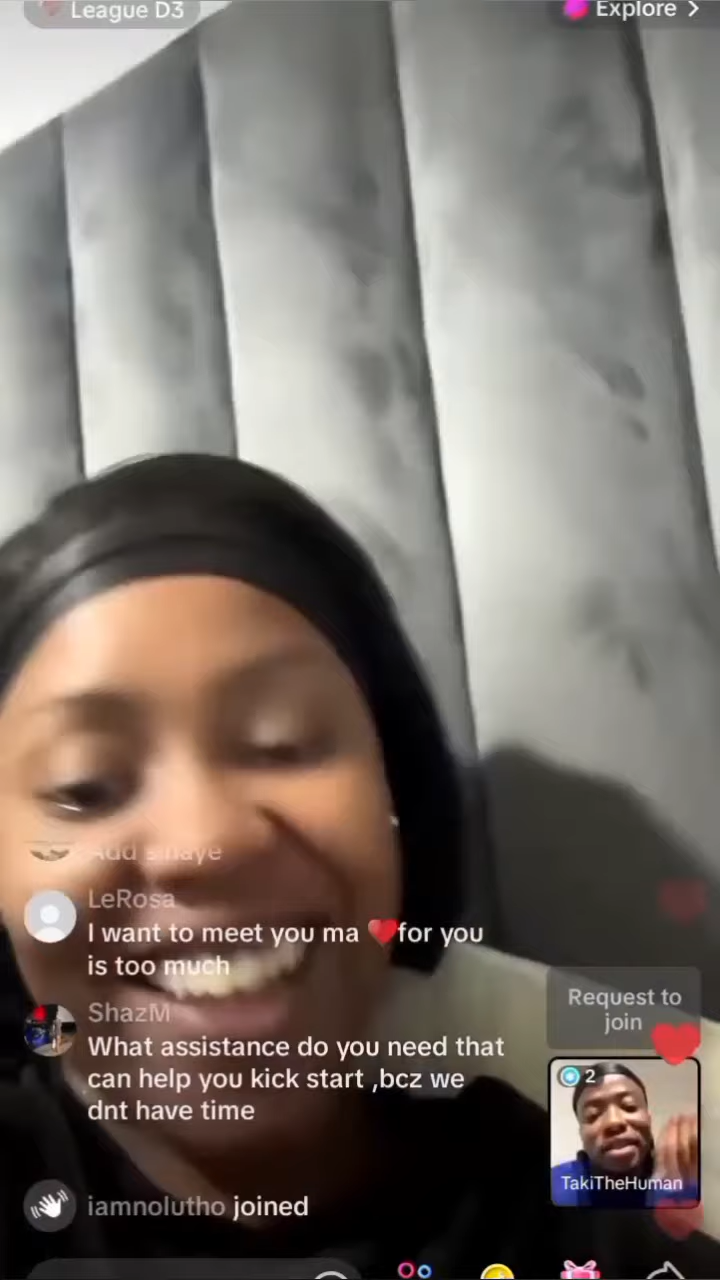 League D3
Explore
Add sihaye
LeRosa
I want to meet you ma ❤️for you
is too much
ShazM
What assistance do you need that
can help you kick start ,bcz we
dnt have time
iamnolutho joined
Request to
join
2
TakiTheHuman